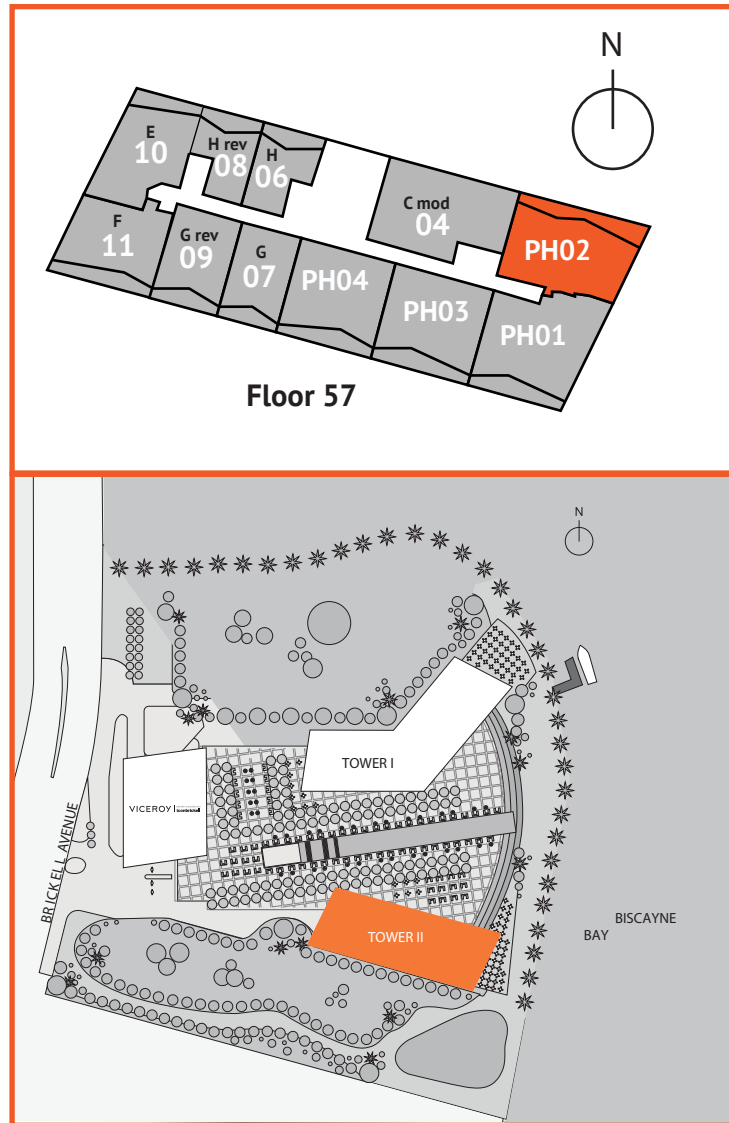 N
E
10
H rev
08
H
06
C mod
04
PH02
F
11
G rev
09
G
07
PH04
PH03
PH01
Floor 57
N
TOWER I
VICEROY
BRICKELL AVENUE
TOWER II
BISCAYNE
BAY